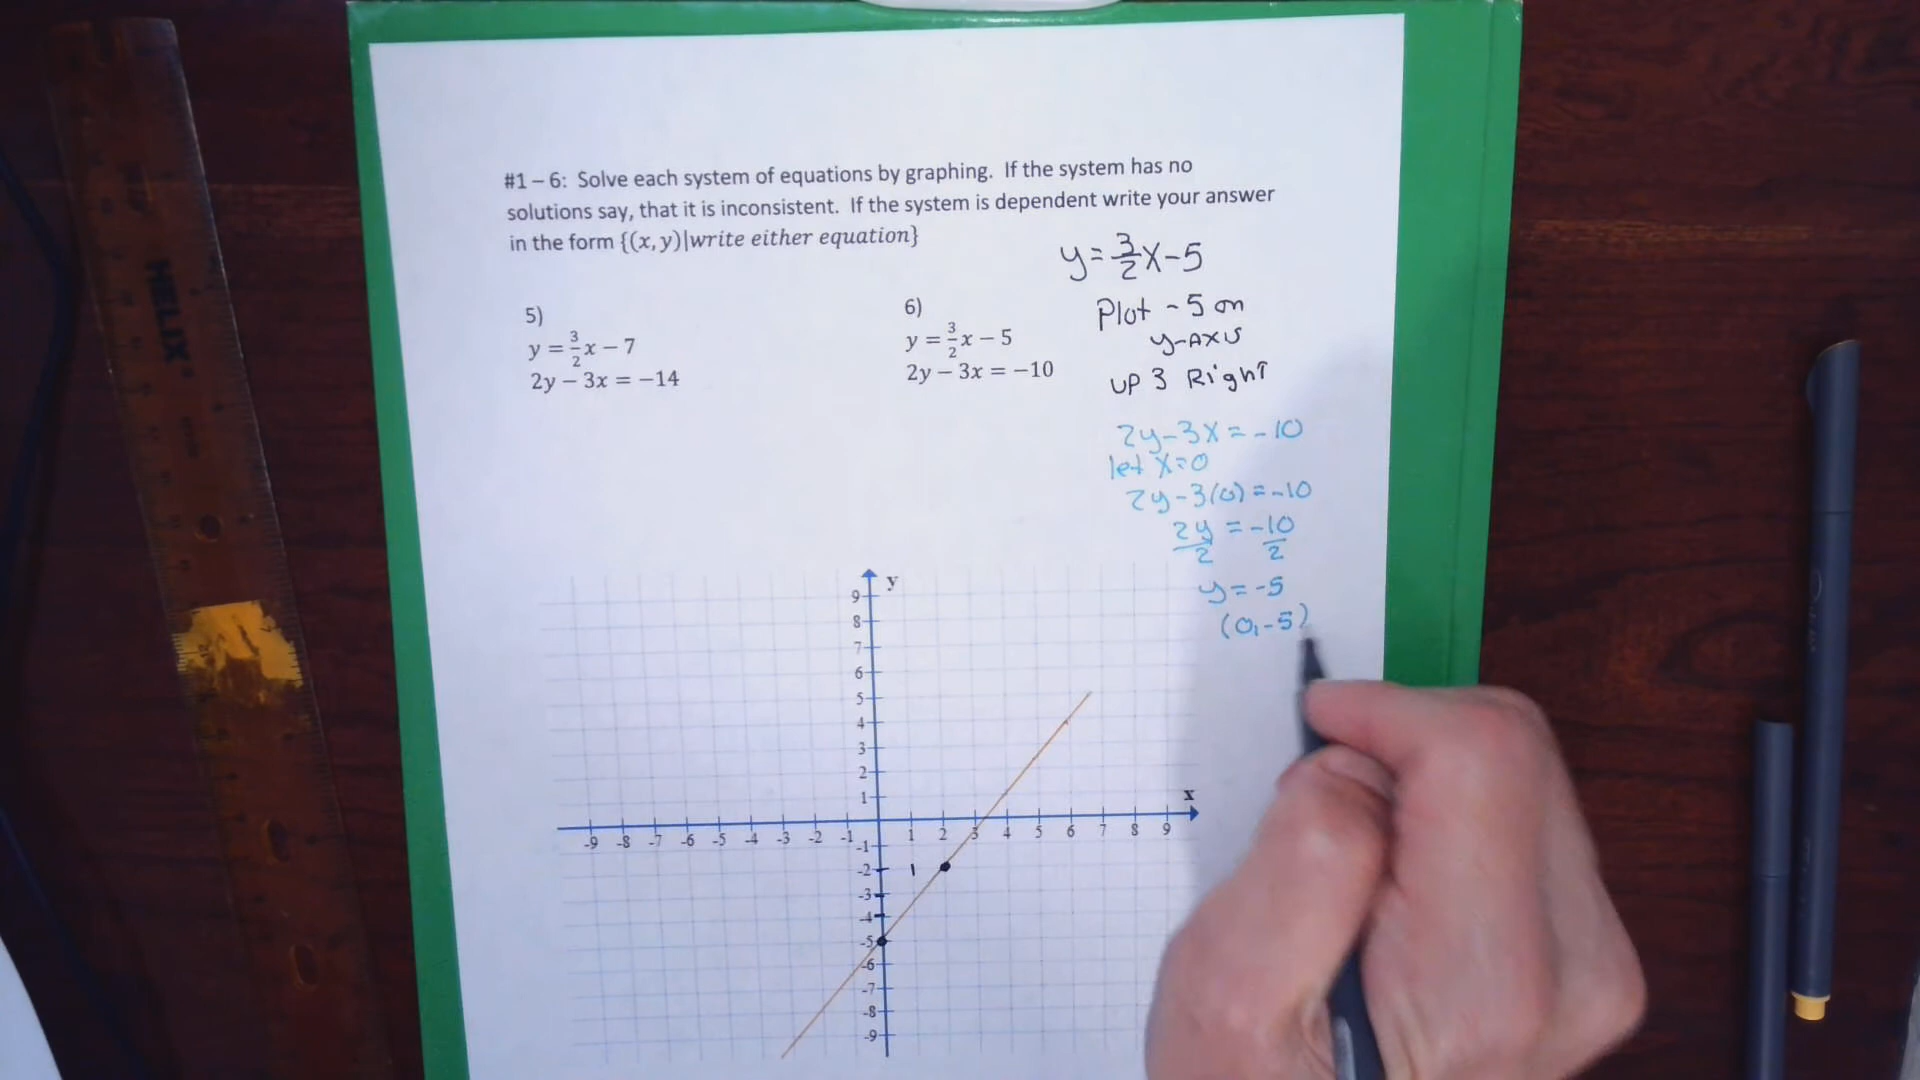 #1 – 6: Solve each system of equations by graphing. If the system has no
solutions say, that it is inconsistent. If the system is dependent write your answer
in the form {(x, y)|write either equation}
5)
y = 3/2 x − 7
2y − 3x = −14
6)
y = 3/2 x − 5
2y − 3x = −10
y = 3/2 x − 5
Plot -5 on
y-Axis
up 3 Right
2y-3x = -10
let x=0
2y-3(0) = -10
2y/2 = -10/2
y = -5
(0,-5)
y
9
8
7
6
5
4
3
2
1
x
-9 -8 -7 -6 -5 -4 -3 -2 -1 1 2 3 4 5 6 7 8 9
-1
-2
-3
-4
-5
-6
-7
-8
-9
HELIX